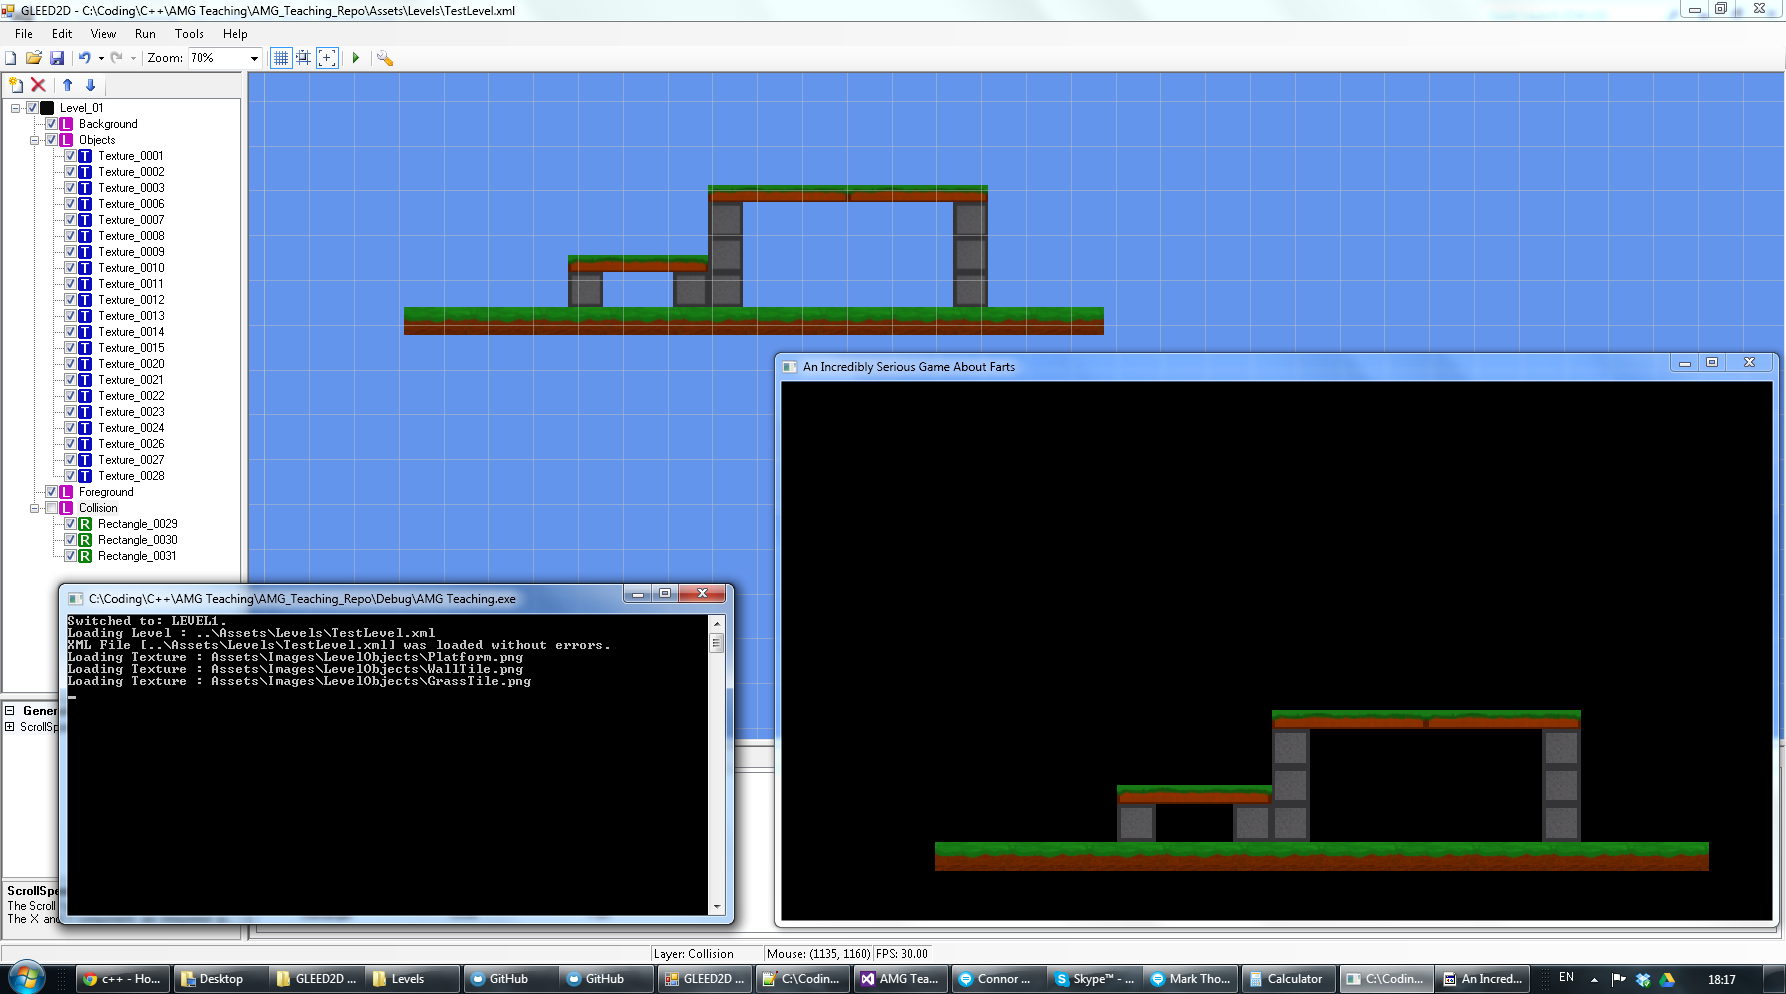 GLEED2D - C:\Coding\C++\AMG Teaching\AMG_Teaching_Repo\Assets\Levels\TestLevel.xml
File Edit View Run Tools Help
Zoom: 70%
Level_01
Background
Objects
Texture_0001
Texture_0002
Texture_0003
Texture_0006
Texture_0007
Texture_0008
Texture_0009
Texture_0010
Texture_0011
Texture_0012
Texture_0013
Texture_0014
Texture_0015
Texture_0020
Texture_0021
Texture_0022
Texture_0023
Texture_0024
Texture_0026
Texture_0027
Texture_0028
Foreground
Collision
Rectangle_0029
Rectangle_0030
Rectangle_0031
An Incredibly Serious Game About Farts
C:\Coding\C++\AMG Teaching\AMG_Teaching_Repo\Debug\AMG Teaching.exe
Switched to: LEVEL1.
Loading Level : ..\Assets\Levels\TestLevel.xml
XML File [..\Assets\Levels\TestLevel.xml] was loaded without errors.
Loading Texture : Assets\Images\LevelObjects\Platform.png
Loading Texture : Assets\Images\LevelObjects\WallTile.png
Loading Texture : Assets\Images\LevelObjects\GrassTile.png
Gener
ScrollSp
ScrollSpe
The Scroll
The X an
Layer: Collision Mouse: (1135, 1160) FPS: 30.00
c++ - Ho... Desktop GLEED2D ... Levels GitHub GitHub GLEED2D ... C:\Codin... AMG Tea... Connor ... Skype™ - ... Mark Tho... Calculator C:\Codin... An Incred... EN 18:17